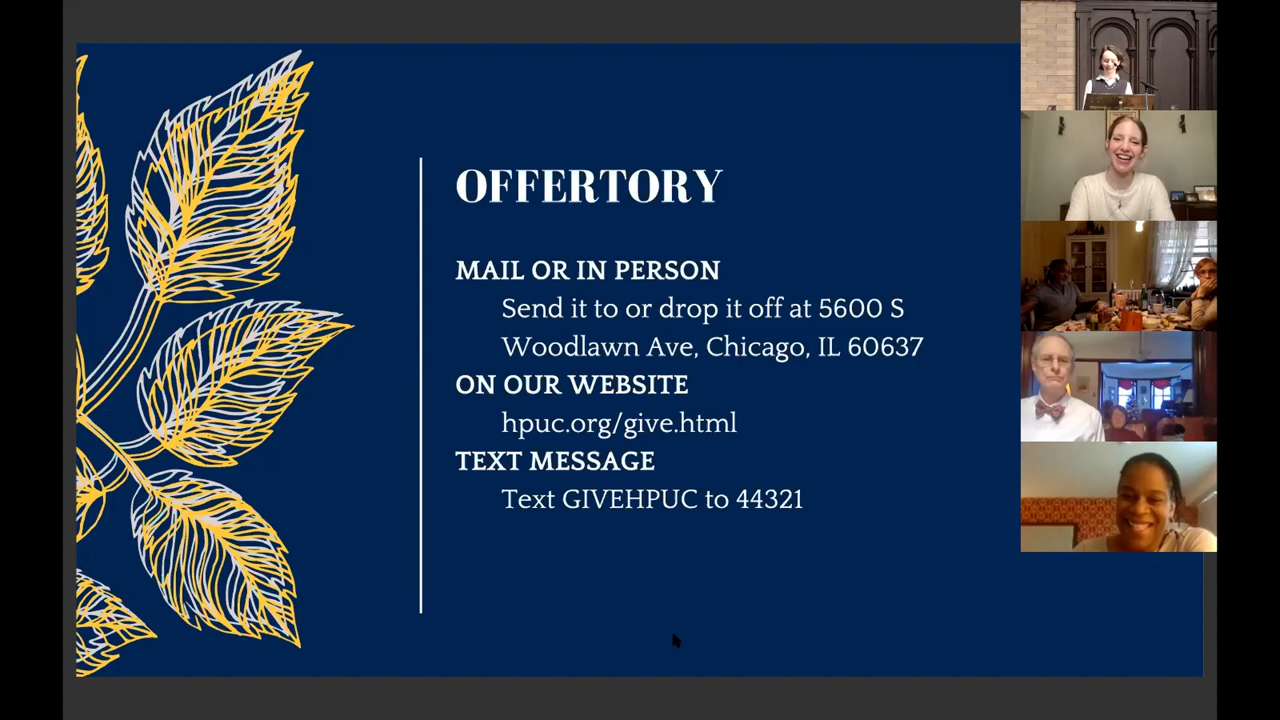 OFFERTORY
MAIL OR IN PERSON
Send it to or drop it off at 5600 S
Woodlawn Ave, Chicago, IL 60637
ON OUR WEBSITE
hpuc.org/give.html
TEXT MESSAGE
Text GIVEHPUC to 44321